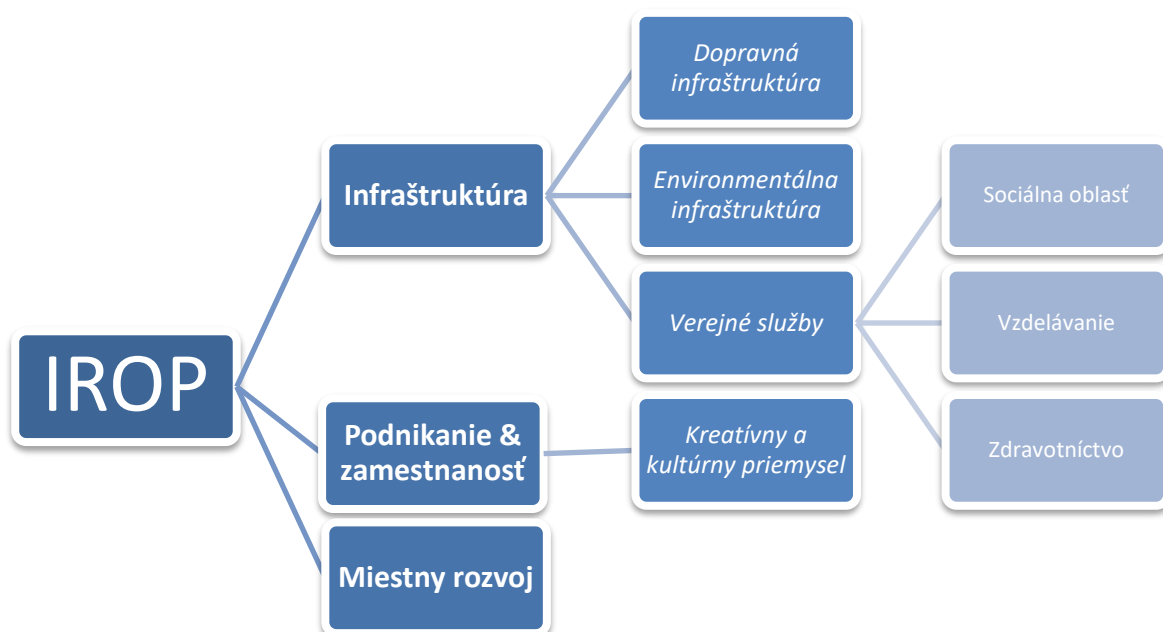 IROP
Infraštruktúra
Podnikanie &
zamestnanosť
Miestny rozvoj
Dopravná
infraštruktúra
Environmentálna
infraštruktúra
Verejné služby
Kreatívny a
kultúrny priemysel
Sociálna oblasť
Vzdelávanie
Zdravotníctvo